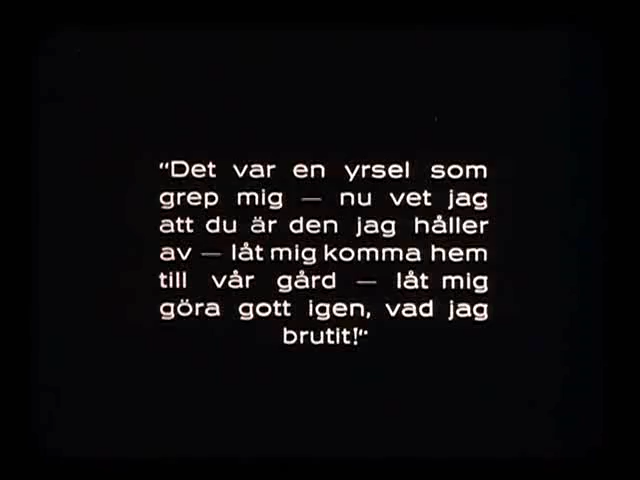 “Det var en yrsel som
grep mig — nu vet jag
att du är den jag håller
av — låt mig komma hem
till vår gård — låt mig
göra gott igen, vad jag
brutit!“